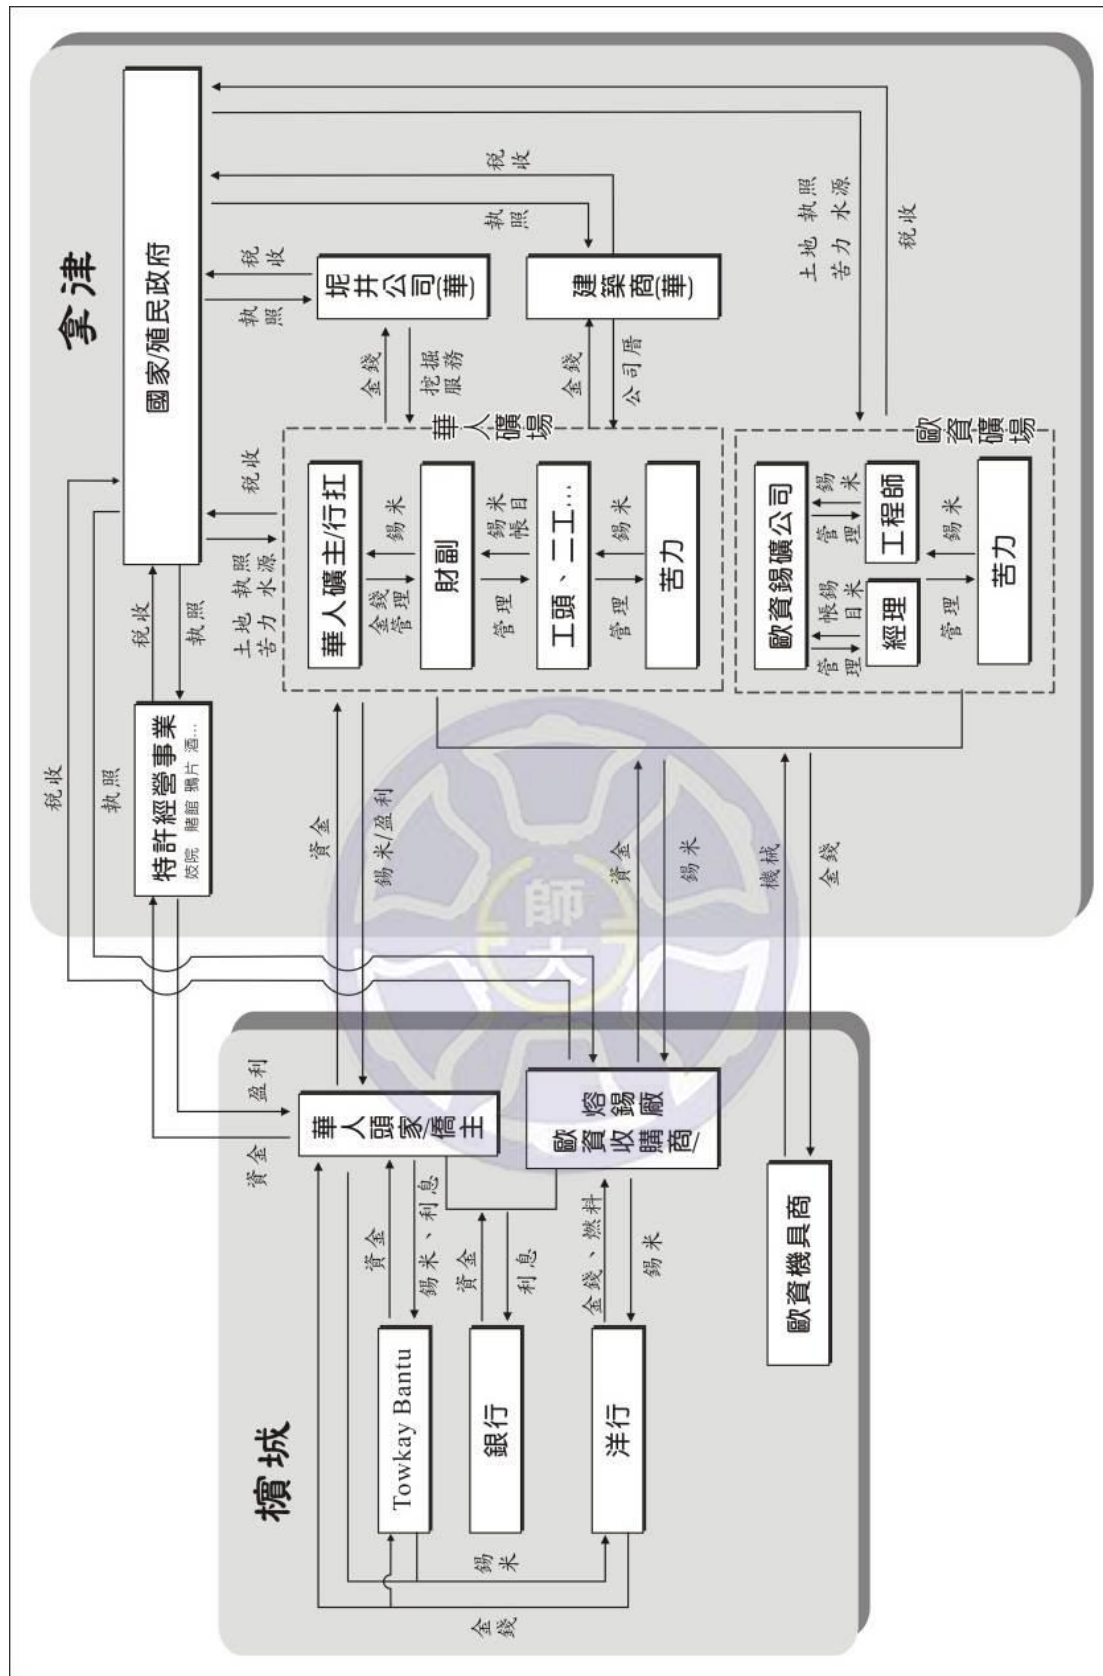 檳城
拿律
國家/殖民政府
稅收
執照
稅收
執照
特許經營事業
妓院 賭館 鴉片 酒...
盈利
資金
土地 執照
苦力 水源
稅收
執照
稅收
執照
稅收
土地 執照
苦力 水源
稅收
坭井公司(華)
建築商(華)
金錢
挖掘服務
金錢
公司厝
華人礦場
華人礦主/行扛
金錢管理
錫米
財副
管理
錫米帳目
工頭、二工...
管理
錫米
苦力
歐資礦場
歐資錫礦公司
管理
帳目錫米
管理
錫米
經理
工程師
管理
錫米
苦力
資金
錫米/盈利
資金
錫米
機械
金錢
華人頭家/僑主
熔錫廠
歐資收購商/
資金
錫米、利息
資金
利息
金錢、燃料
錫米
Towkay Bantu
銀行
洋行
歐資機具商
錫米
金錢
師大